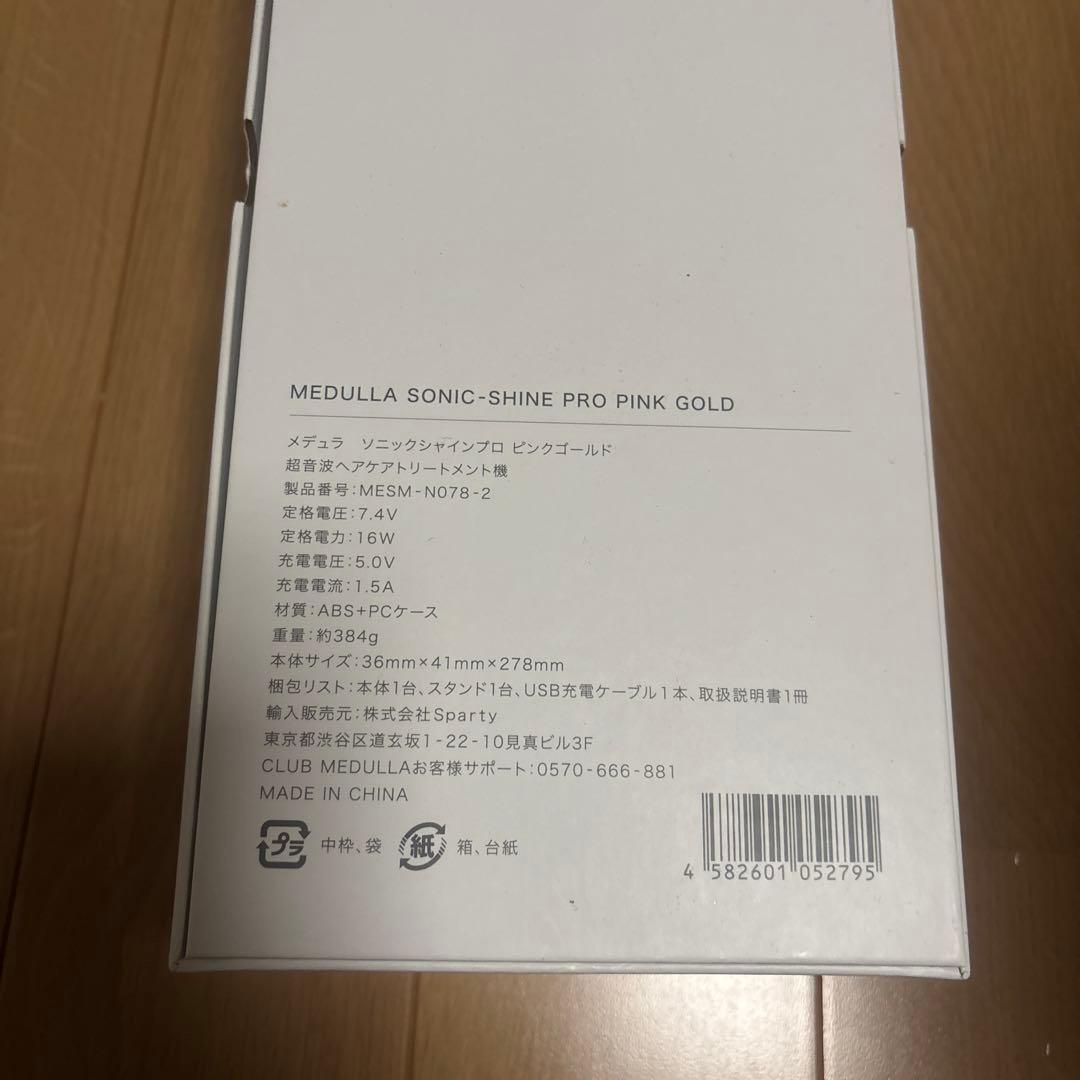 MEDULLA SONIC-SHINE PRO PINK GOLD
メデュラ　ソニックシャインプロ ピンクゴールド
超音波ヘアケアトリートメント機
製品番号：MESM-N078-2
定格電圧：7.4V
定格電力：16W
充電電圧：5.0V
充電電流：1.5A
材質：ABS+PCケース
重量：約384g
本体サイズ：36mm×41mm×278mm
梱包リスト：本体1台、スタンド1台、USB充電ケーブル1本、取扱説明書1冊
輸入販売元：株式会社Sparty
東京都渋谷区道玄坂1-22-10見真ビル3F
CLUB MEDULLAお客様サポート：0570-666-881
MADE IN CHINA
プラ 中枠、袋 紙 箱、台紙
4 582601 052795